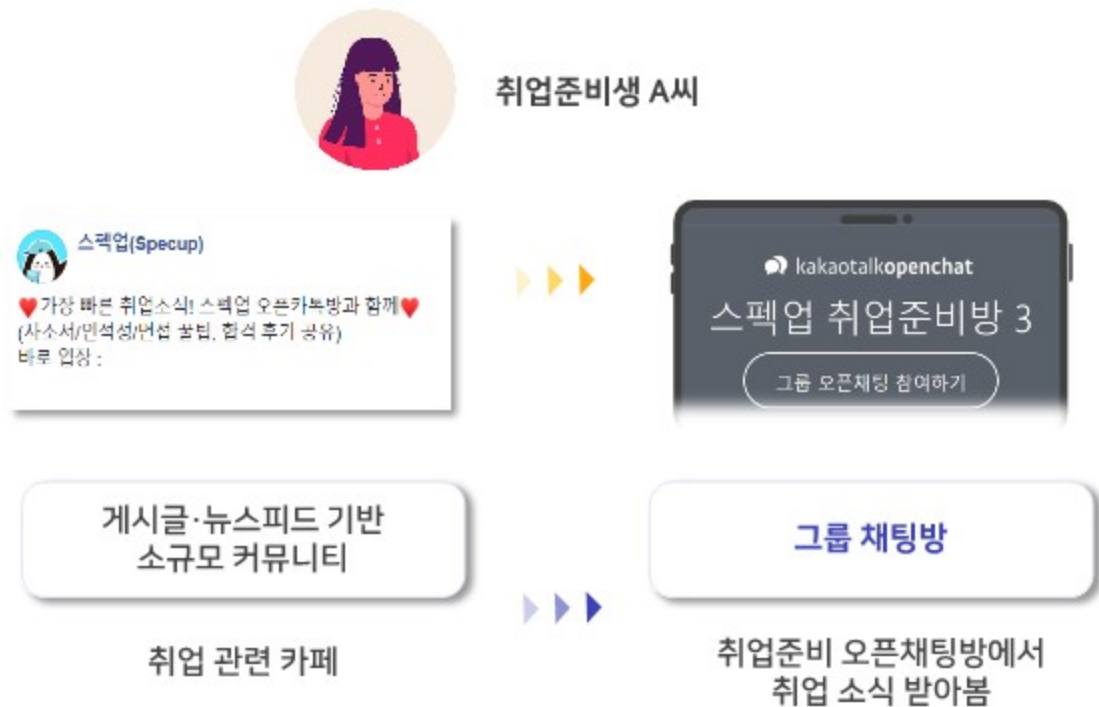 취업준비생 A씨
스펙업(Specup)
❤가장 빠른 취업소식! 스펙업 오픈카톡방과 함께❤
(자소서/인적성/면접 꿀팁, 합격 후기 공유)
바로 입장 :
kakaotalkopenchat
스펙업 취업준비방 3
그룹 오픈채팅 참여하기
게시글·뉴스피드 기반
소규모 커뮤니티
그룹 채팅방
취업 관련 카페
취업준비 오픈채팅방에서
취업 소식 받아봄